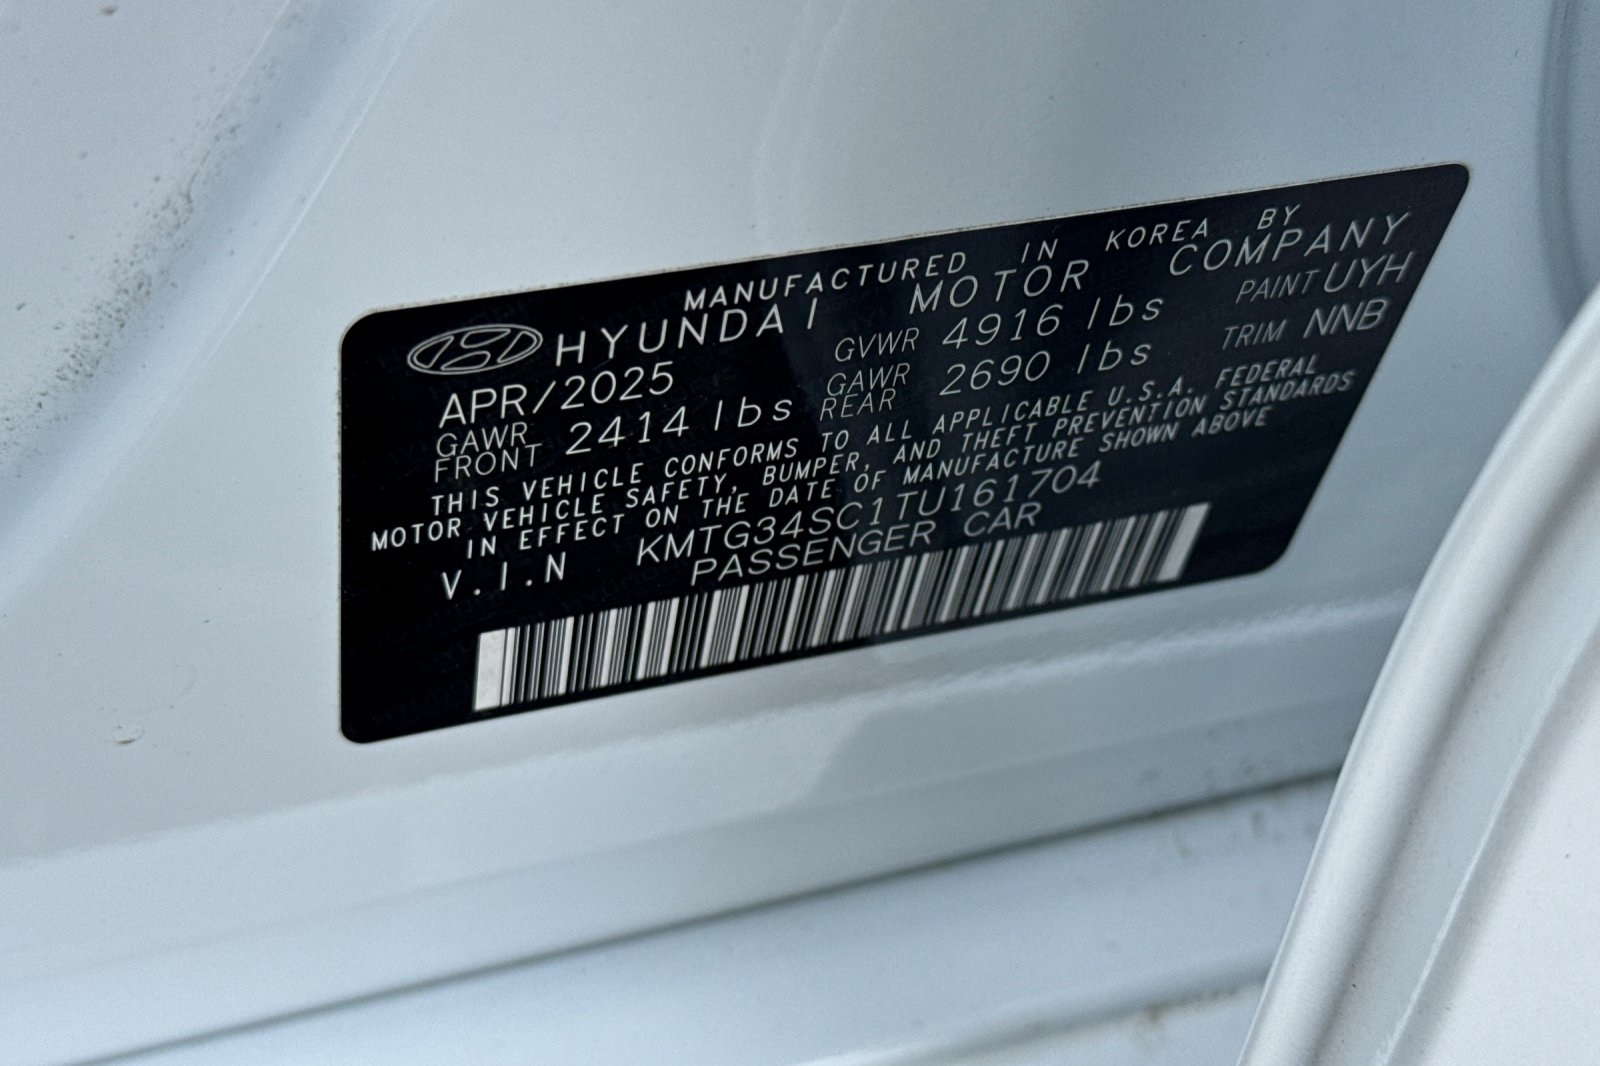 MANUFACTURED IN KOREA BY
HYUNDAI MOTOR COMPANY
APR/2025 GVWR 4916 lbs PAINT UYH
GAWR FRONT 2414 lbs GAWR REAR 2690 lbs TRIM NNB
THIS VEHICLE CONFORMS TO ALL APPLICABLE U.S.A. FEDERAL
MOTOR VEHICLE SAFETY, BUMPER, AND THEFT PREVENTION STANDARDS
IN EFFECT ON THE DATE OF MANUFACTURE SHOWN ABOVE
V.I.N KMTG34SC1TU161704
PASSENGER CAR